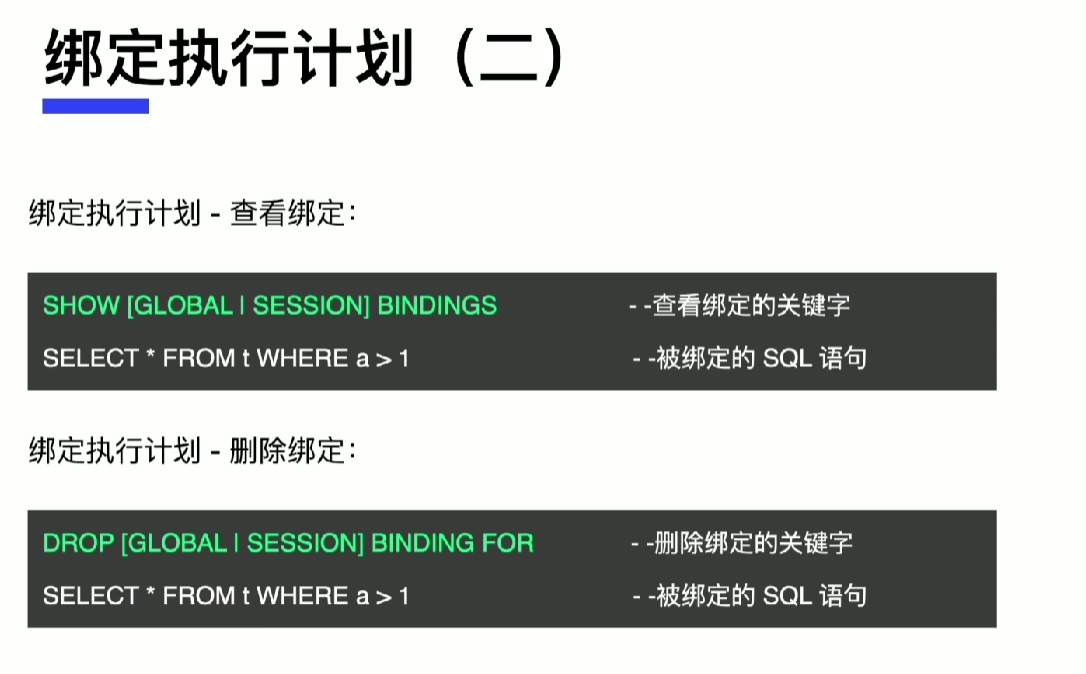 绑定执行计划（二）
绑定执行计划 - 查看绑定：
SHOW [GLOBAL | SESSION] BINDINGS - -查看绑定的关键字
SELECT * FROM t WHERE a > 1 - -被绑定的 SQL 语句
绑定执行计划 - 删除绑定：
DROP [GLOBAL | SESSION] BINDING FOR - -删除绑定的关键字
SELECT * FROM t WHERE a > 1 - -被绑定的 SQL 语句